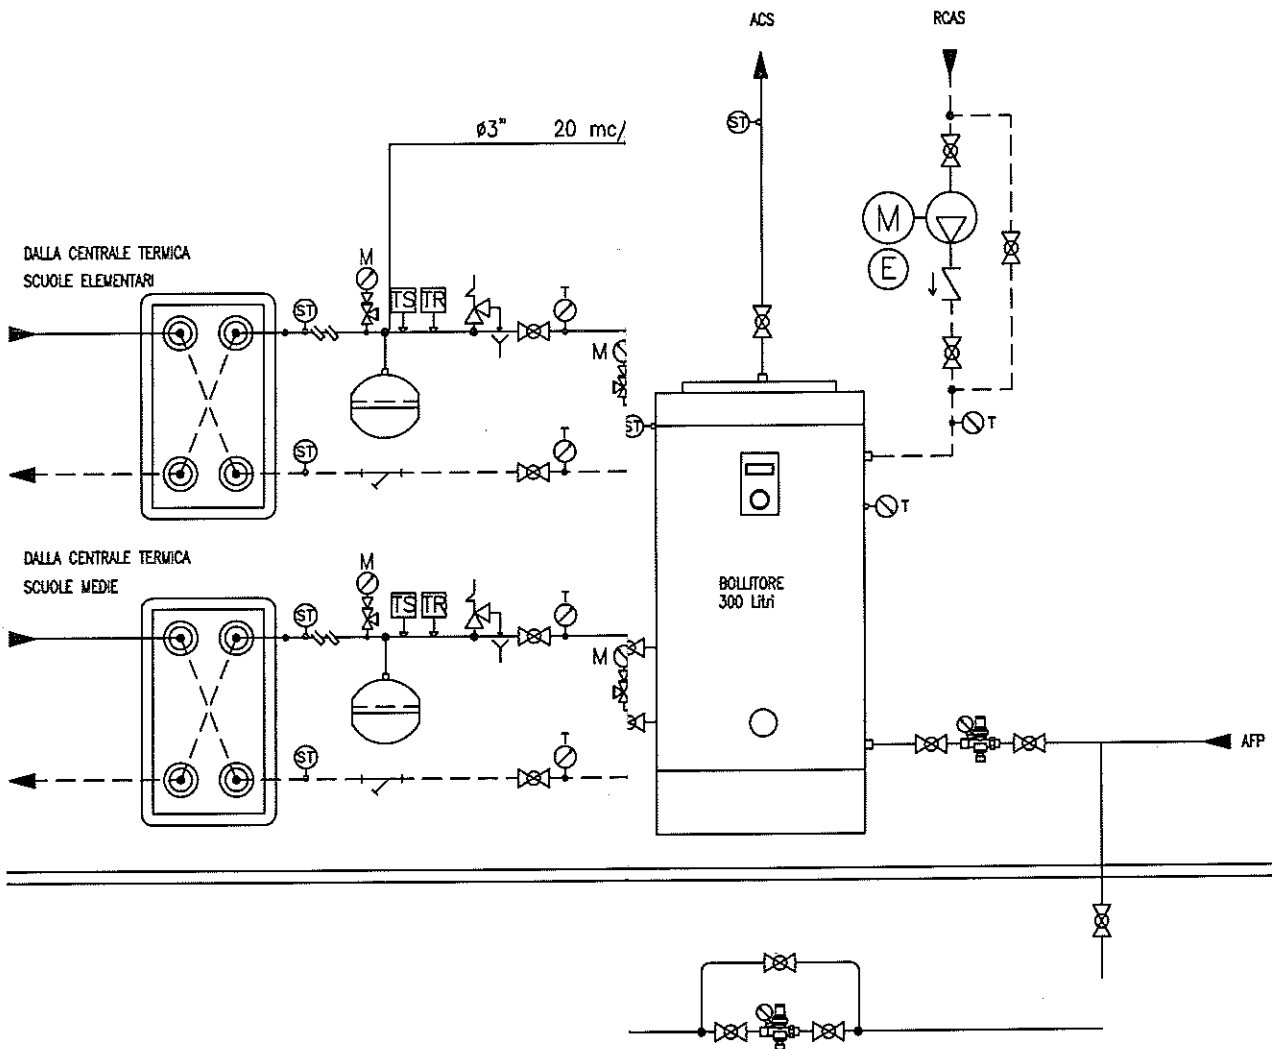 ACS
RCAS
ST
ø3" 20 mc/
M
E
DALLA CENTRALE TERMICA
SCUOLE ELEMENTARI
M
ST
TS TR
T
M
ST
T
ST
T
T
DALLA CENTRALE TERMICA
SCUOLE MEDIE
M
ST
TS TR
T
BOLLITORE
300 Litri
M
ST
T
AFP